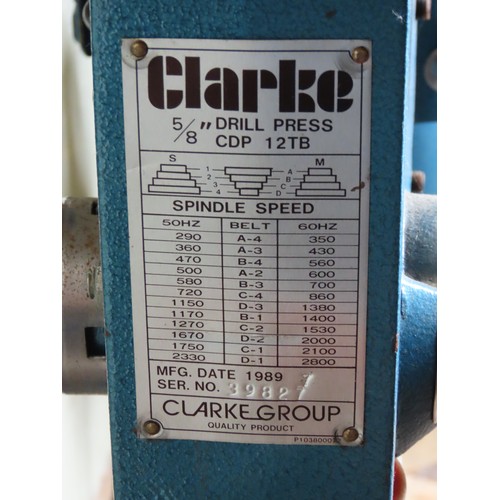 Clarke
5/8" DRILL PRESS
CDP 12TB
S M
1 A
2 B
3 C
4 D
SPINDLE SPEED
50HZ BELT 60HZ
290 A-4 350
360 A-3 430
470 B-4 560
500 A-2 600
580 B-3 700
720 C-4 860
1150 D-3 1380
1170 B-1 1400
1270 C-2 1530
1670 D-2 2000
1750 C-1 2100
2330 D-1 2800
MFG. DATE 1989
SER. NO. 39827
CLARKE GROUP
QUALITY PRODUCT